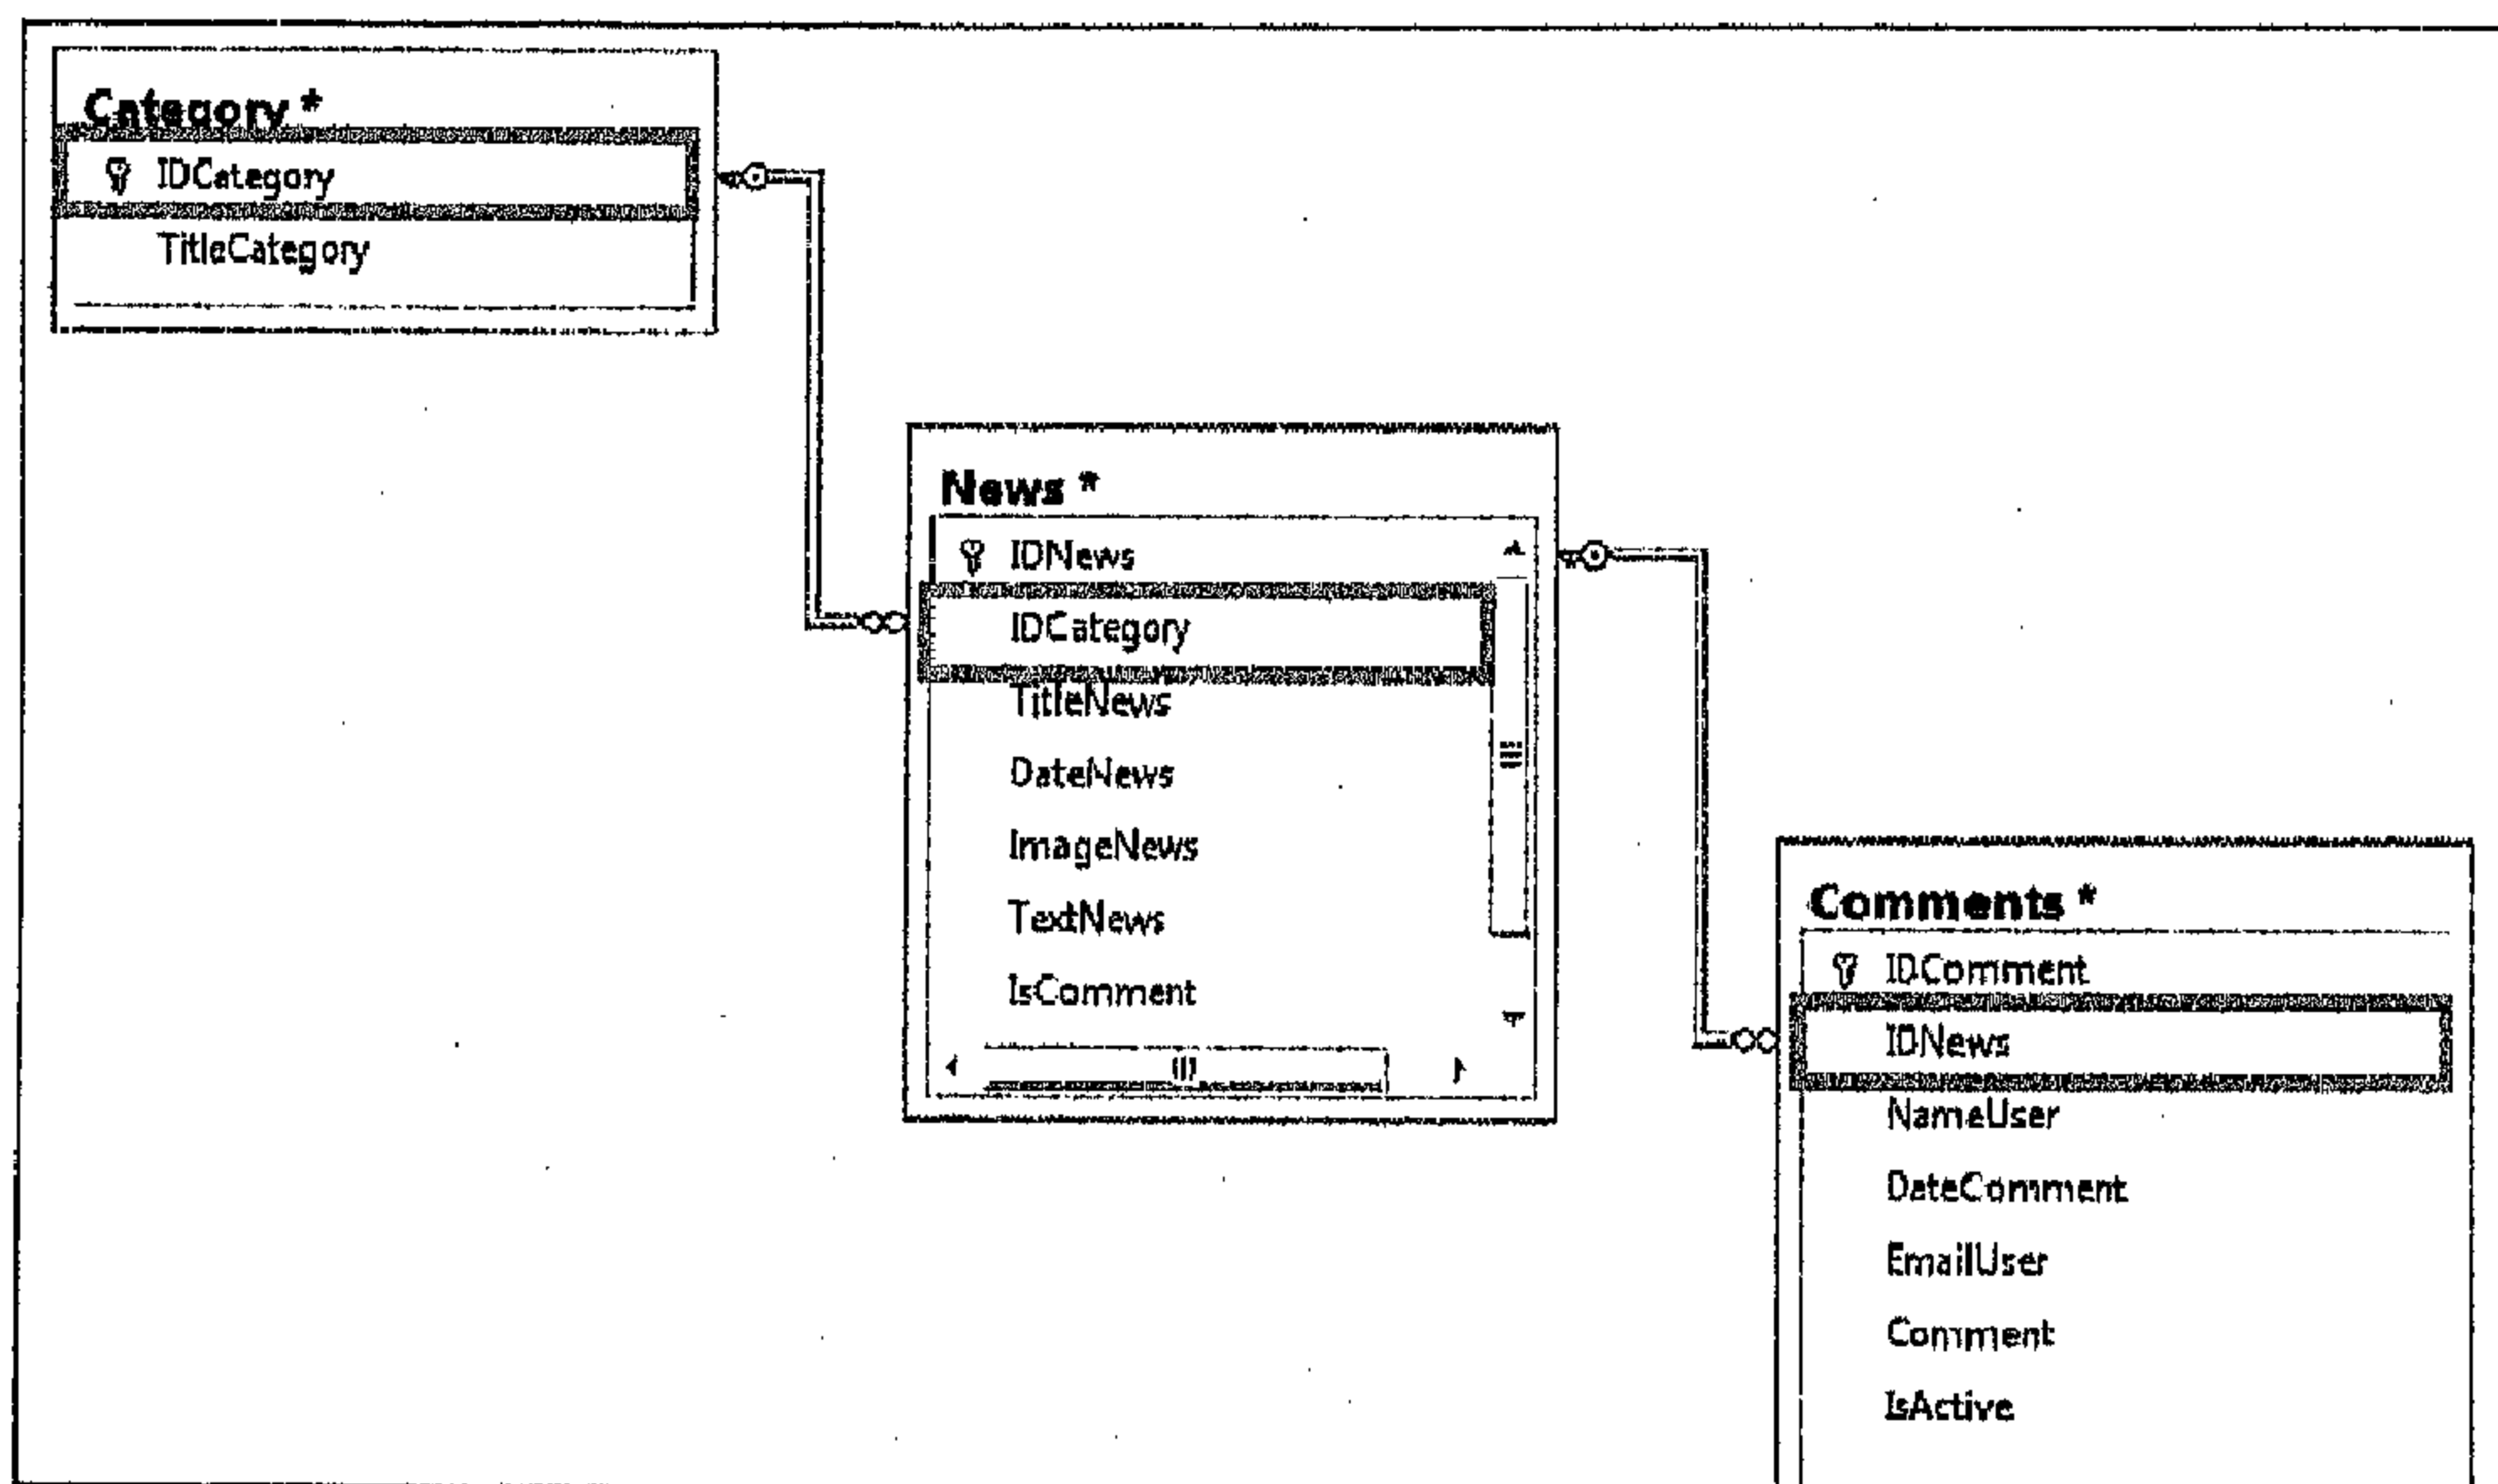 Category *
IDCategory
TitleCategory
News *
IDNews
IDCategory
TitleNews
DateNews
ImageNews
TextNews
IsComment
Comments *
IDComment
IDNews
NameUser
DateComment
EmailUser
Comment
IsActive